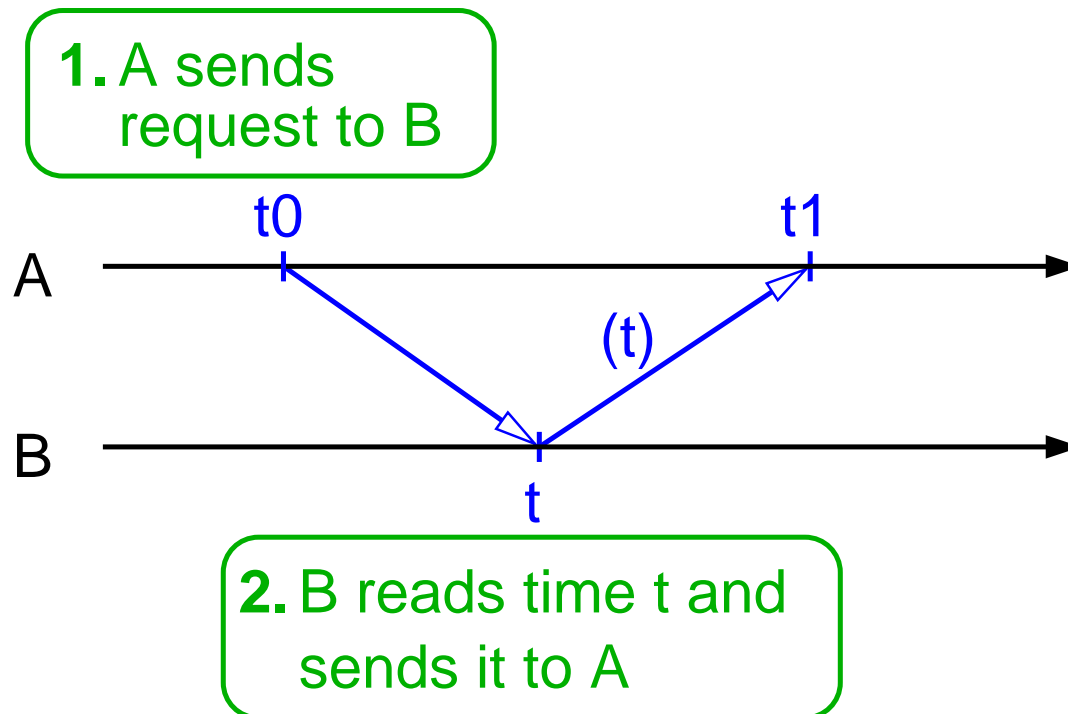 1. A sends
request to B
t0 t1
A
(t)
B
t
2. B reads time t and
sends it to A